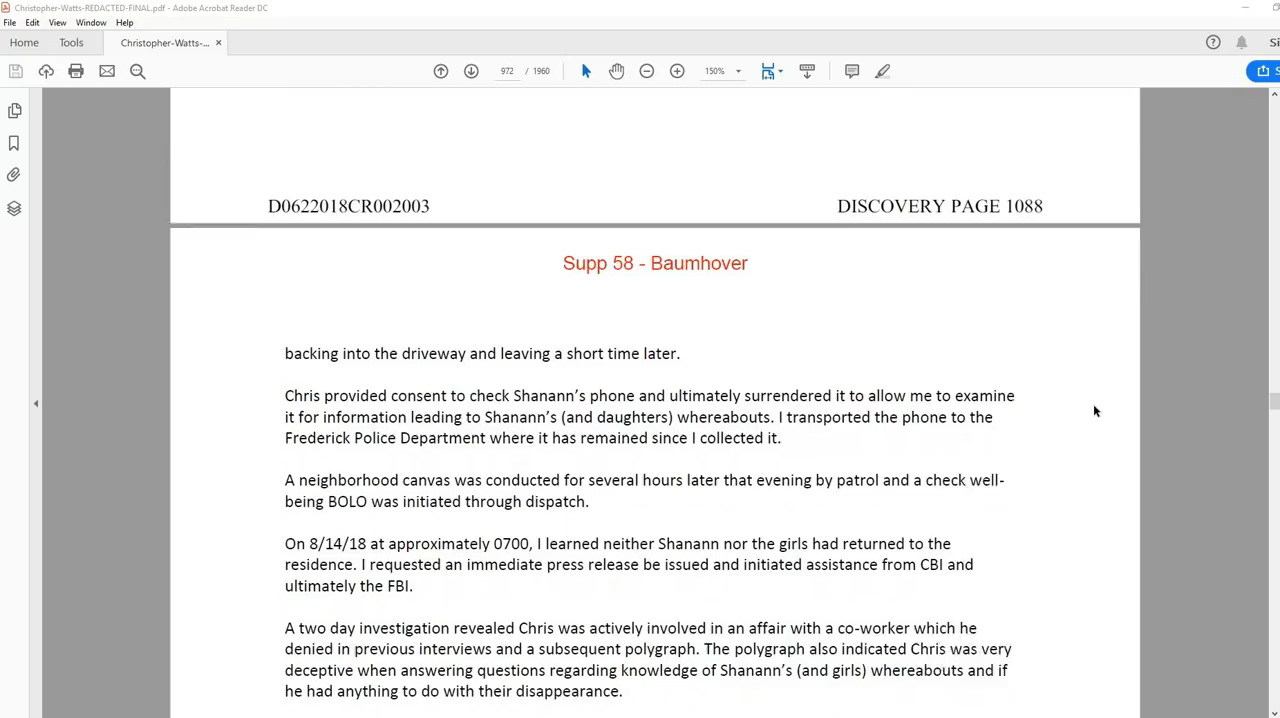 Christopher-Watts-REDACTED-FINAL.pdf - Adobe Acrobat Reader DC
File Edit View Window Help
Home Tools Christopher-Watts-... ×
972 / 1960 150%
D0622018CR002003 DISCOVERY PAGE 1088
Supp 58 - Baumhover
backing into the driveway and leaving a short time later.
Chris provided consent to check Shanann’s phone and ultimately surrendered it to allow me to examine
it for information leading to Shanann’s (and daughters) whereabouts. I transported the phone to the
Frederick Police Department where it has remained since I collected it.
A neighborhood canvas was conducted for several hours later that evening by patrol and a check well-
being BOLO was initiated through dispatch.
On 8/14/18 at approximately 0700, I learned neither Shanann nor the girls had returned to the
residence. I requested an immediate press release be issued and initiated assistance from CBI and
ultimately the FBI.
A two day investigation revealed Chris was actively involved in an affair with a co-worker which he
denied in previous interviews and a subsequent polygraph. The polygraph also indicated Chris was very
deceptive when answering questions regarding knowledge of Shanann’s (and girls) whereabouts and if
he had anything to do with their disappearance.